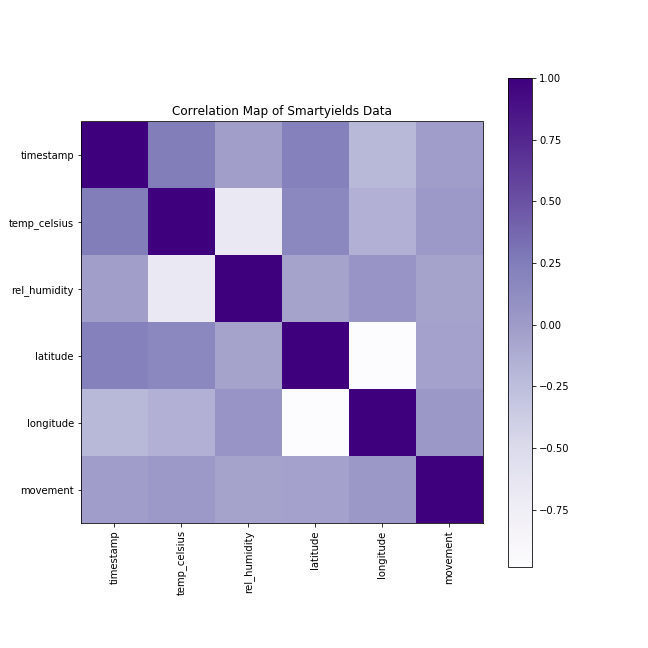 Correlation Map of Smartyields Data
timestamp
temp_celsius
rel_humidity
latitude
longitude
movement
timestamp
temp_celsius
rel_humidity
latitude
longitude
movement
1.00
0.75
0.50
0.25
0.00
−0.25
−0.50
−0.75